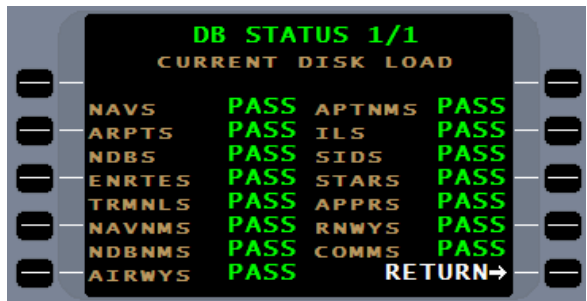 DB STATUS 1/1
CURRENT DISK LOAD
NAVS PASS APTNMS PASS
ARPTS PASS ILS PASS
NDBS PASS SIDS PASS
ENRTES PASS STARS PASS
TRMNLS PASS APPRS PASS
NAVNMS PASS RNWYS PASS
NDBNMS PASS COMMS PASS
AIRWYS PASS RETURN→